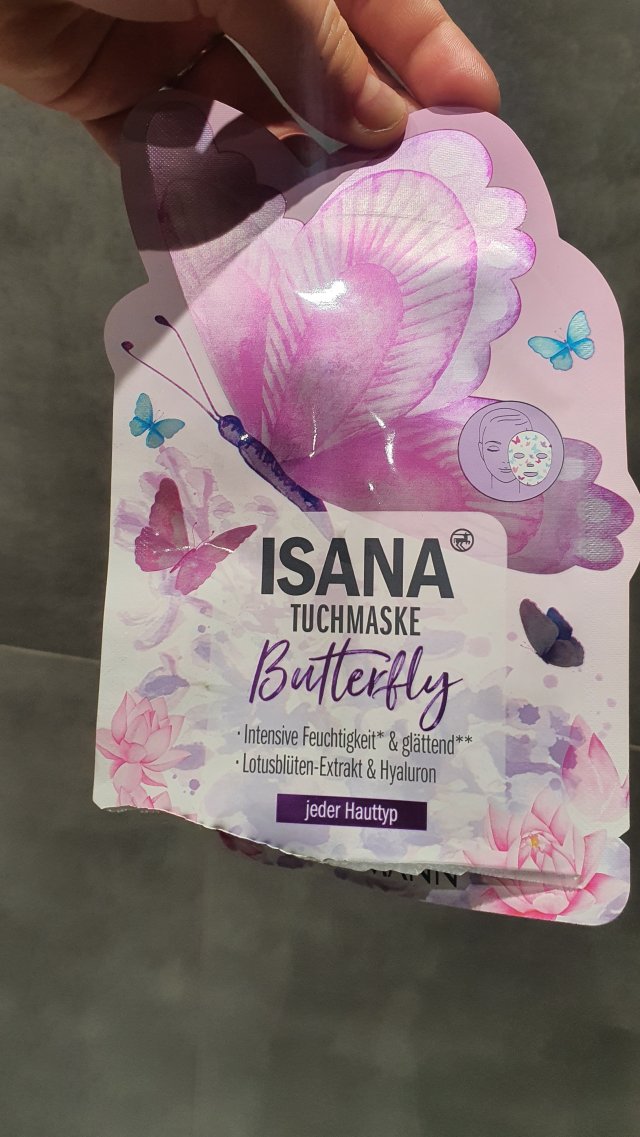 ISANA
TUCHMASKE
Butterfly
· Intensive Feuchtigkeit* & glättend**
· Lotusblüten-Extrakt & Hyaluron
jeder Hauttyp